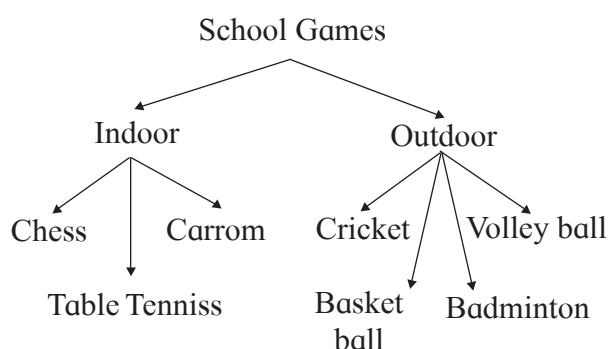 School Games
Indoor
Outdoor
Chess
Carrom
Cricket
Volley ball
Table Tenniss
Basket
ball
Badminton